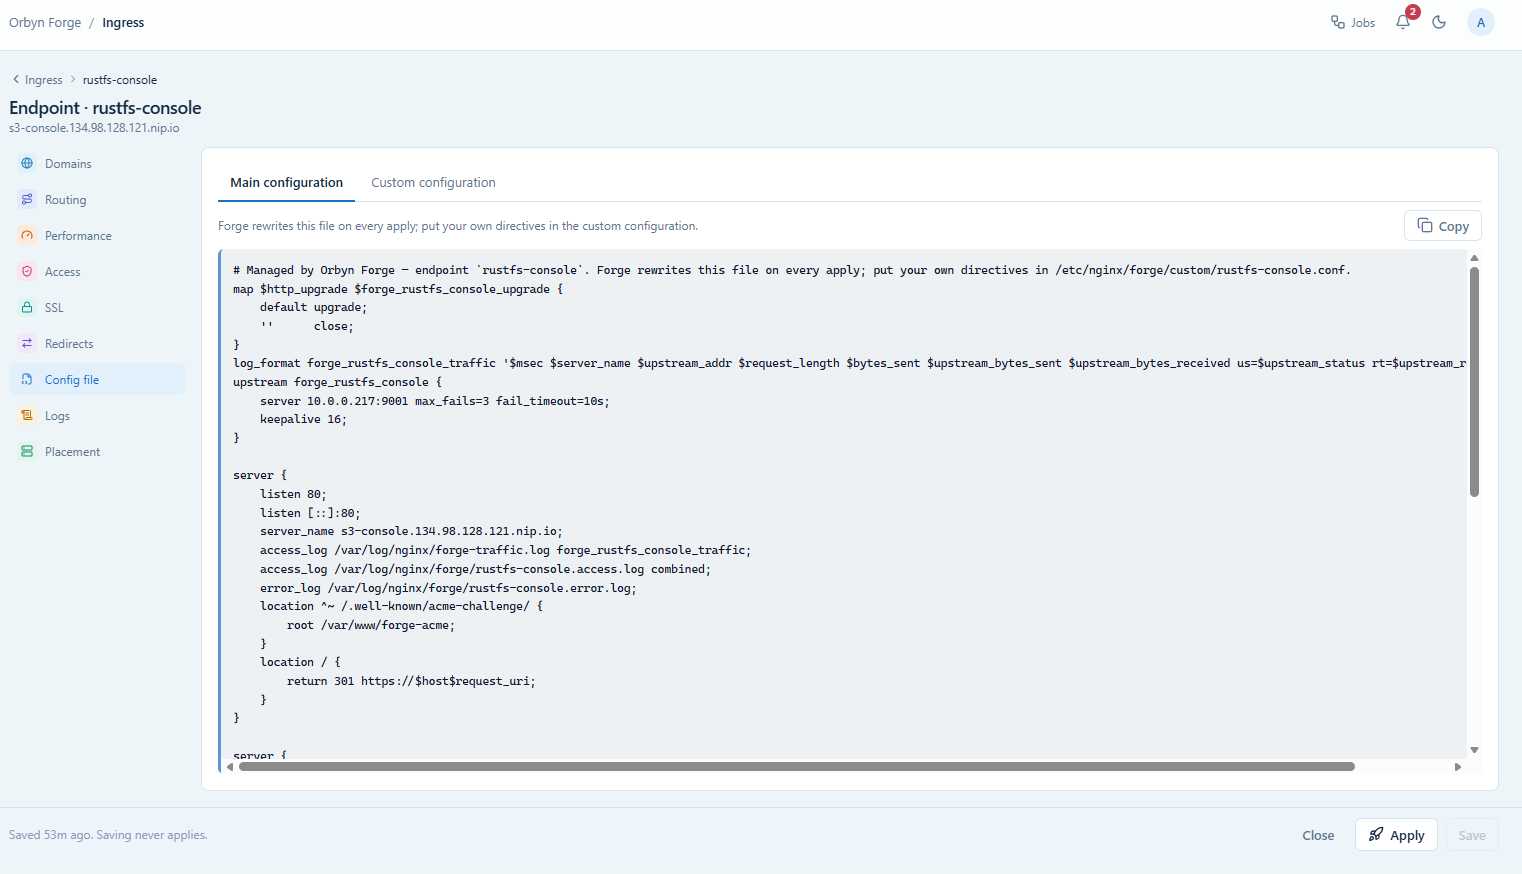 Orbyn Forge / Ingress
Jobs
2
A
Ingress > rustfs-console
Endpoint · rustfs-console
s3-console.134.98.128.121.nip.io
Domains
Routing
Performance
Access
SSL
Redirects
Config file
Logs
Placement
Main configuration
Custom configuration
Forge rewrites this file on every apply; put your own directives in the custom configuration.
Copy
# Managed by Orbyn Forge — endpoint `rustfs-console`. Forge rewrites this file on every apply; put your own directives in /etc/nginx/forge/custom/rustfs-console.conf.
map $http_upgrade $forge_rustfs_console_upgrade {
    default upgrade;
    ''      close;
}
log_format forge_rustfs_console_traffic '$msec $server_name $upstream_addr $request_length $bytes_sent $upstream_bytes_sent $upstream_bytes_received us=$upstream_status rt=$upstream_r
upstream forge_rustfs_console {
    server 10.0.0.217:9001 max_fails=3 fail_timeout=10s;
    keepalive 16;
}
server {
    listen 80;
    listen [::]:80;
    server_name s3-console.134.98.128.121.nip.io;
    access_log /var/log/nginx/forge-traffic.log forge_rustfs_console_traffic;
    access_log /var/log/nginx/forge/rustfs-console.access.log combined;
    error_log /var/log/nginx/forge/rustfs-console.error.log;
    location ^~ /.well-known/acme-challenge/ {
        root /var/www/forge-acme;
    }
    location / {
        return 301 https://$host$request_uri;
    }
}
server {
Saved 53m ago. Saving never applies.
Close
Apply
Save